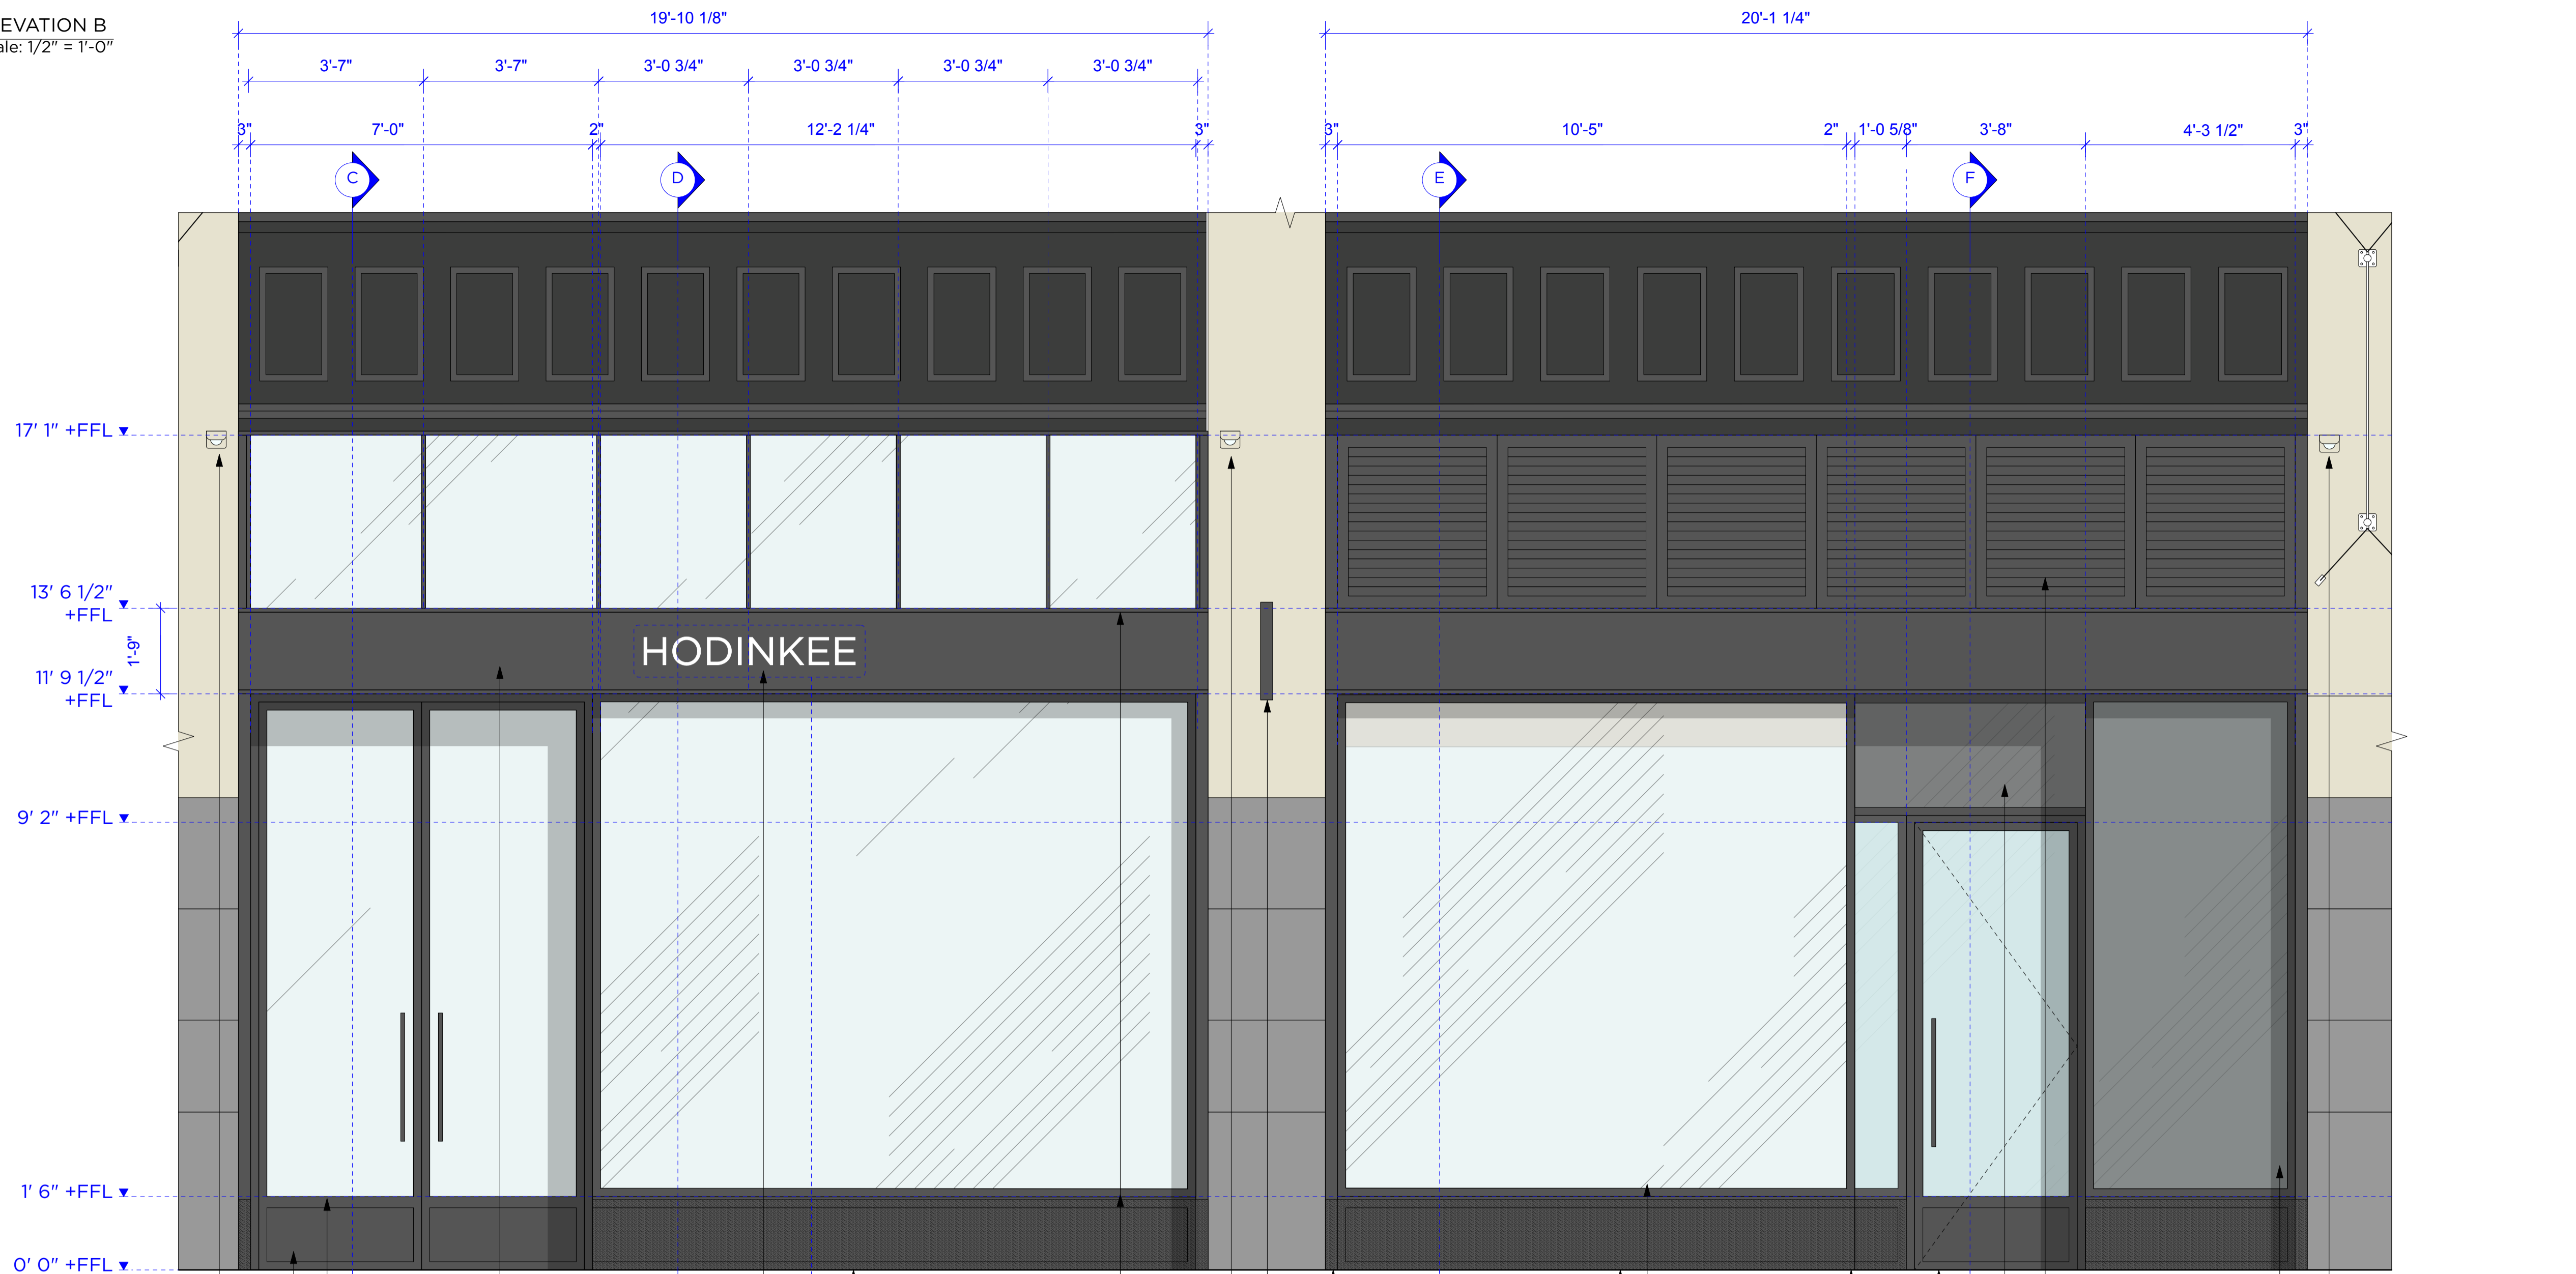 EVATION B
ale: 1/2" = 1'-0"
19'-10 1/8"
20'-1 1/4"
3'-7"
3'-7"
3'-0 3/4"
3'-0 3/4"
3'-0 3/4"
3'-0 3/4"
3"
7'-0"
2"
12'-2 1/4"
3"
3"
10'-5"
2"
1'-0 5/8"
3'-8"
4'-3 1/2"
3"
C
D
E
F
17' 1" +FFL
13' 6 1/2"
+FFL
1'-9"
HODINKEE
11' 9 1/2"
+FFL
9' 2" +FFL
1' 6" +FFL
0' 0" +FFL